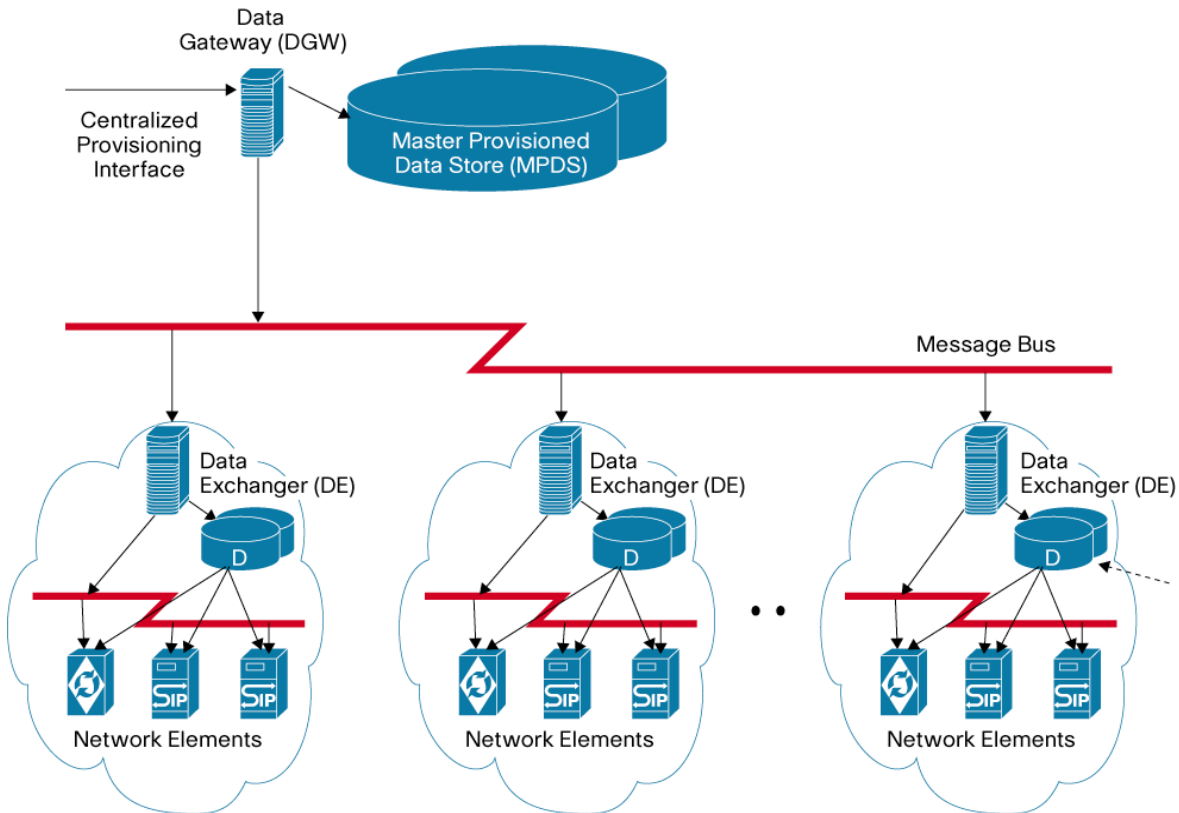 Data
Gateway (DGW)
Centralized
Provisioning
Interface
Master Provisioned
Data Store (MPDS)
Message Bus
Data
Exchanger (DE)
D
SIP
SIP
Network Elements
Data
Exchanger (DE)
D
SIP
SIP
Network Elements
Data
Exchanger (DE)
D
SIP
SIP
Network Elements